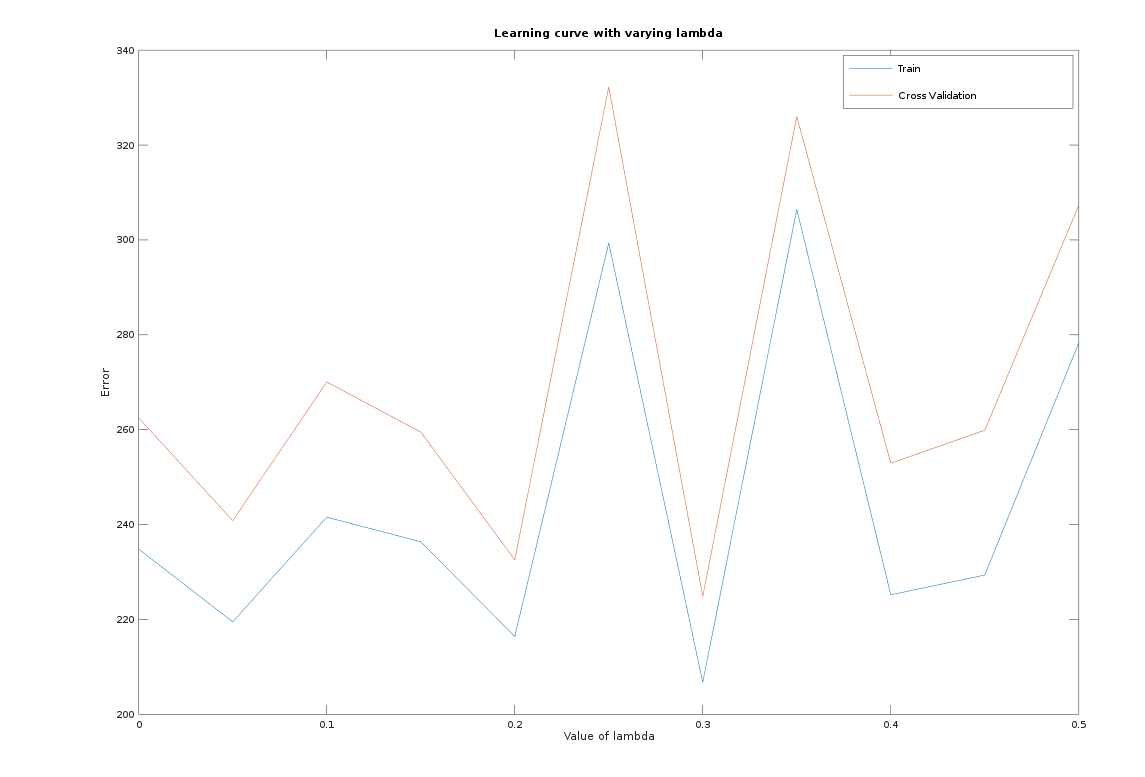 Learning curve with varying lambda
Train
Cross Validation
340
320
300
280
260
240
220
200
Error
0
0.1
0.2
0.3
0.4
0.5
Value of lambda